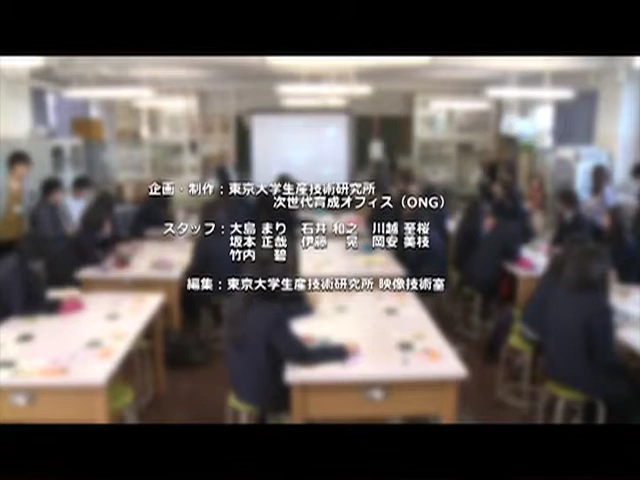 企画・制作：東京大学生産技術研究所
次世代育成オフィス（ONG）
スタッフ：大島 まり　石井 和之　川越 至桜
坂本 正哉　伊藤　晃　岡安 美枝
竹内　碧
編集：東京大学生産技術研究所 映像技術室